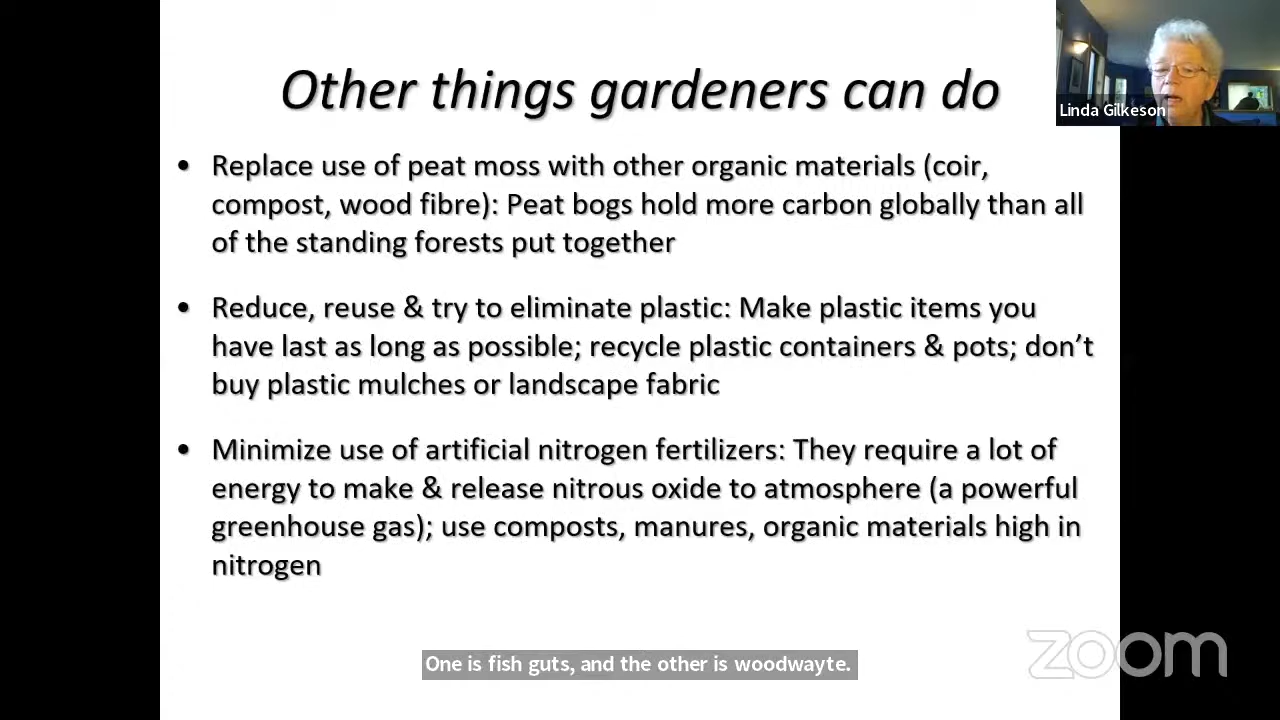 Other things gardeners can do
Linda Gilkeson
• Replace use of peat moss with other organic materials (coir,
compost, wood fibre): Peat bogs hold more carbon globally than all
of the standing forests put together
• Reduce, reuse & try to eliminate plastic: Make plastic items you
have last as long as possible; recycle plastic containers & pots; don’t
buy plastic mulches or landscape fabric
• Minimize use of artificial nitrogen fertilizers: They require a lot of
energy to make & release nitrous oxide to atmosphere (a powerful
greenhouse gas); use composts, manures, organic materials high in
nitrogen
One is fish guts, and the other is woodwayte.
zoom